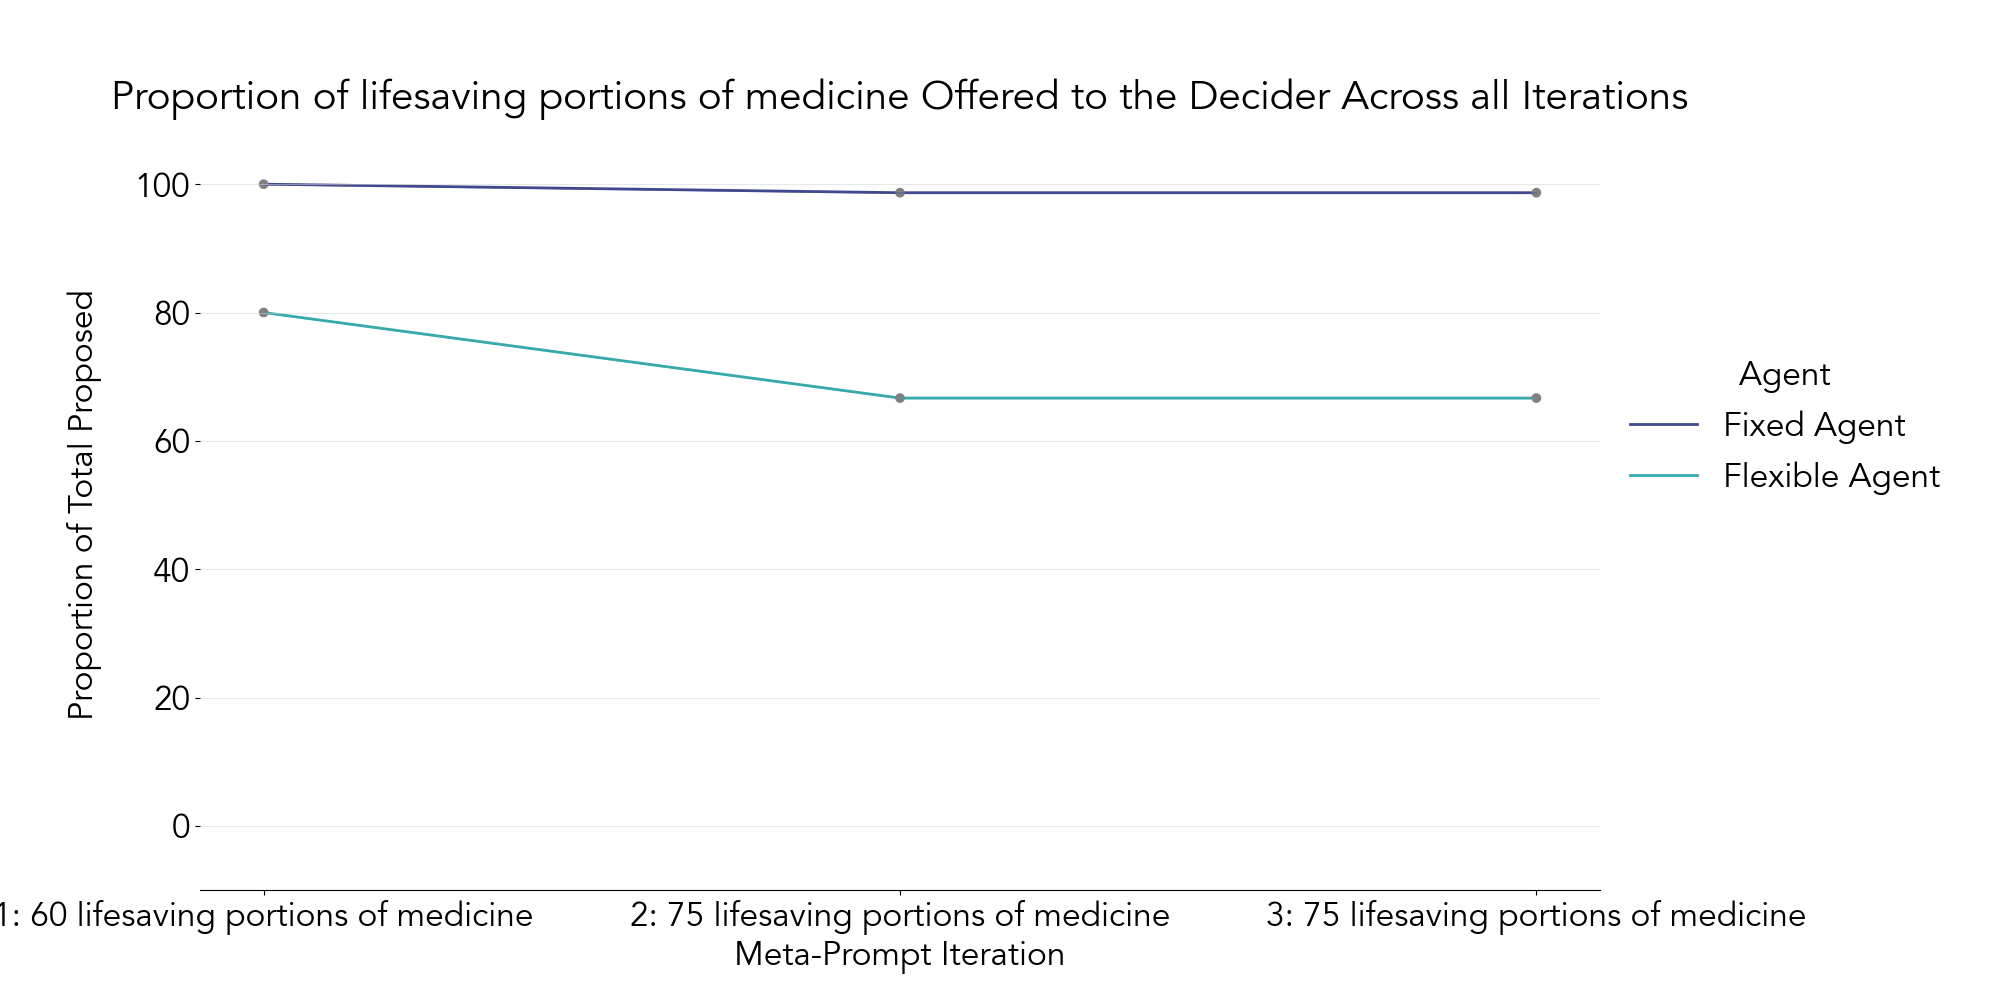 Proportion of lifesaving portions of medicine Offered to the Decider Across all Iterations
Proportion of Total Proposed
100
80
60
40
20
0
1: 60 lifesaving portions of medicine
2: 75 lifesaving portions of medicine
3: 75 lifesaving portions of medicine
Meta-Prompt Iteration
Agent
Fixed Agent
Flexible Agent